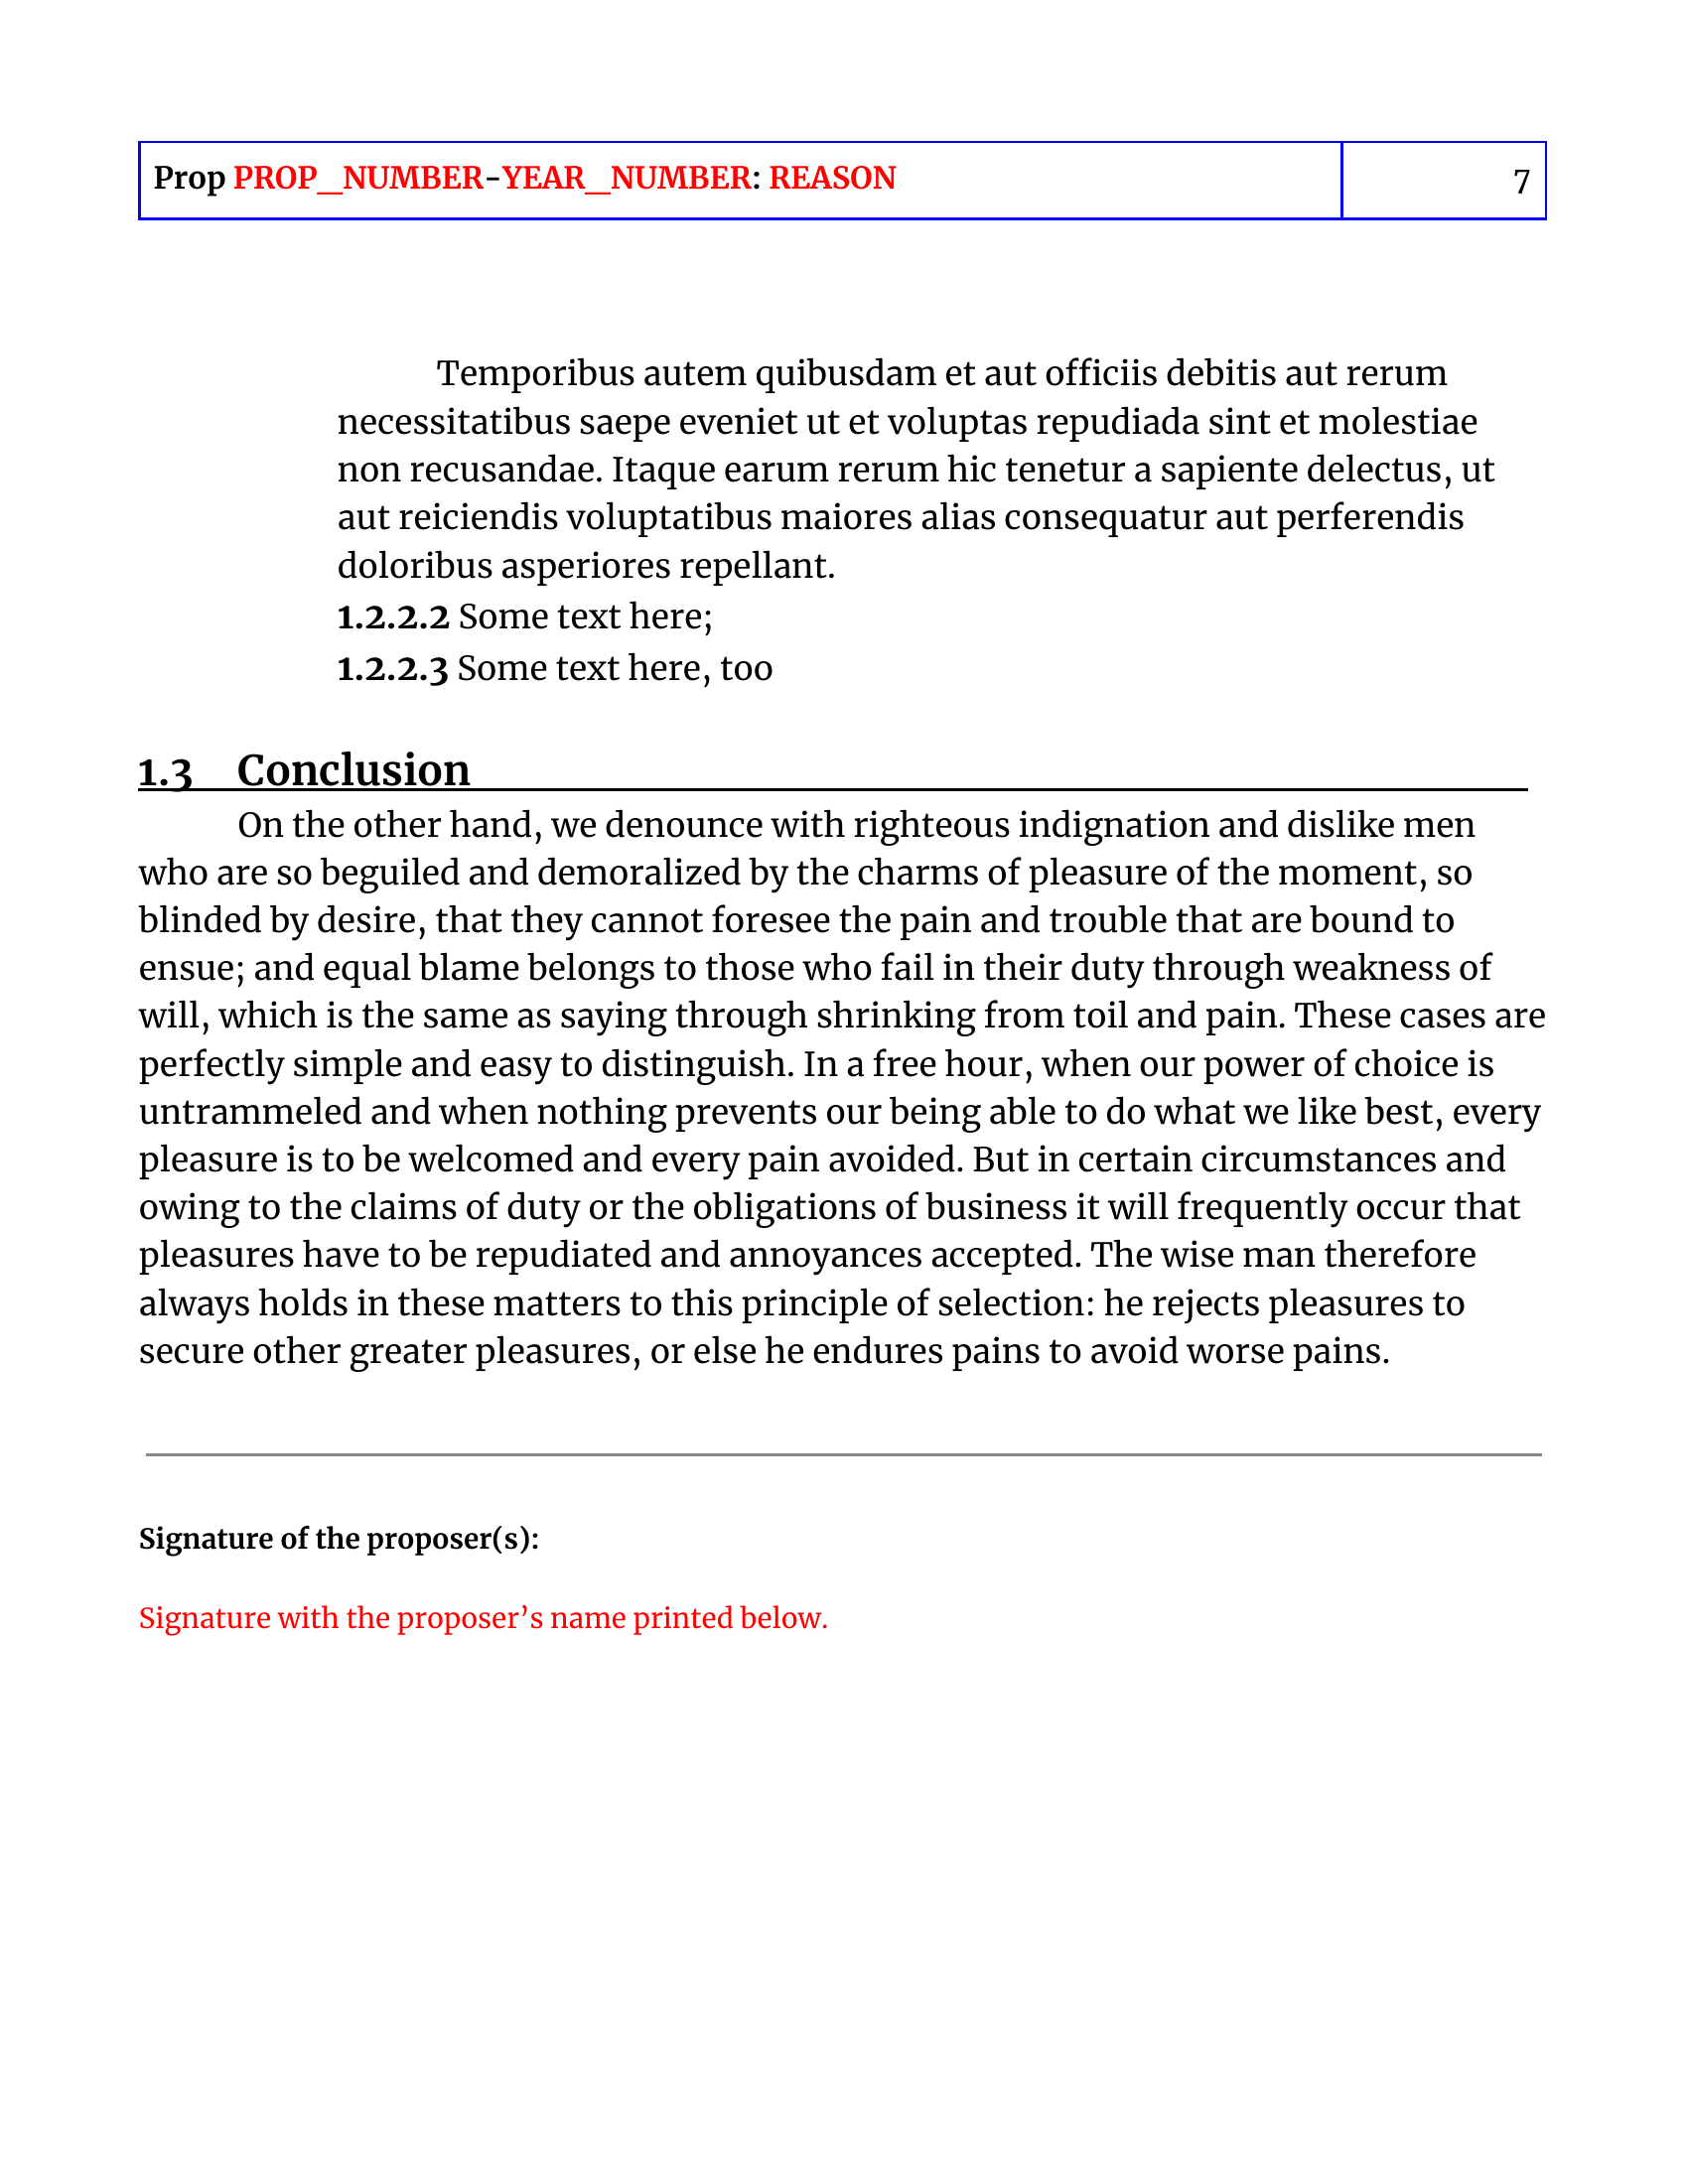 Prop PROP_NUMBER-YEAR_NUMBER: REASON
7
Temporibus autem quibusdam et aut officiis debitis aut rerum
necessitatibus saepe eveniet ut et voluptas repudiada sint et molestiae
non recusandae. Itaque earum rerum hic tenetur a sapiente delectus, ut
aut reiciendis voluptatibus maiores alias consequatur aut perferendis
doloribus asperiores repellant.
1.2.2.2 Some text here;
1.2.2.3 Some text here, too
1.3 Conclusion
On the other hand, we denounce with righteous indignation and dislike men
who are so beguiled and demoralized by the charms of pleasure of the moment, so
blinded by desire, that they cannot foresee the pain and trouble that are bound to
ensue; and equal blame belongs to those who fail in their duty through weakness of
will, which is the same as saying through shrinking from toil and pain. These cases are
perfectly simple and easy to distinguish. In a free hour, when our power of choice is
untrammeled and when nothing prevents our being able to do what we like best, every
pleasure is to be welcomed and every pain avoided. But in certain circumstances and
owing to the claims of duty or the obligations of business it will frequently occur that
pleasures have to be repudiated and annoyances accepted. The wise man therefore
always holds in these matters to this principle of selection: he rejects pleasures to
secure other greater pleasures, or else he endures pains to avoid worse pains.
Signature of the proposer(s):
Signature with the proposer’s name printed below.